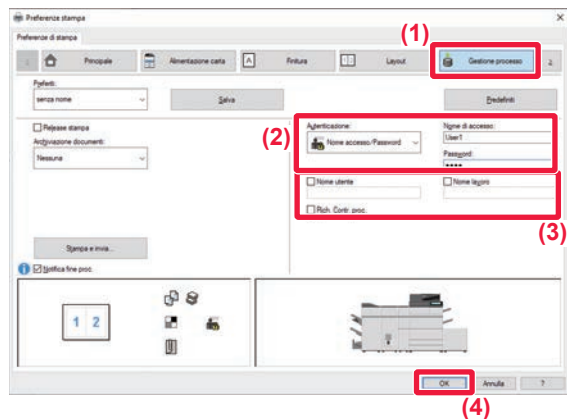 Preferenze stampa
Preferenze di stampa
(1)
Principale
Alimentazione carta
A
Finitura
Layout
Gestione processo
Preferiti:
senza nome
Salva
Predefiniti
Release stampa
Archiviazione documenti:
Nessuna
(2)
Autenticazione:
Nome accesso/Password
Nome di accesso:
User1
Password:
••••
Nome utente
Nome lavoro
Rich. Contr. proc.
(3)
Stampa e invia...
Notifica fine proc.
1 2
OK
Annulla
?
(4)